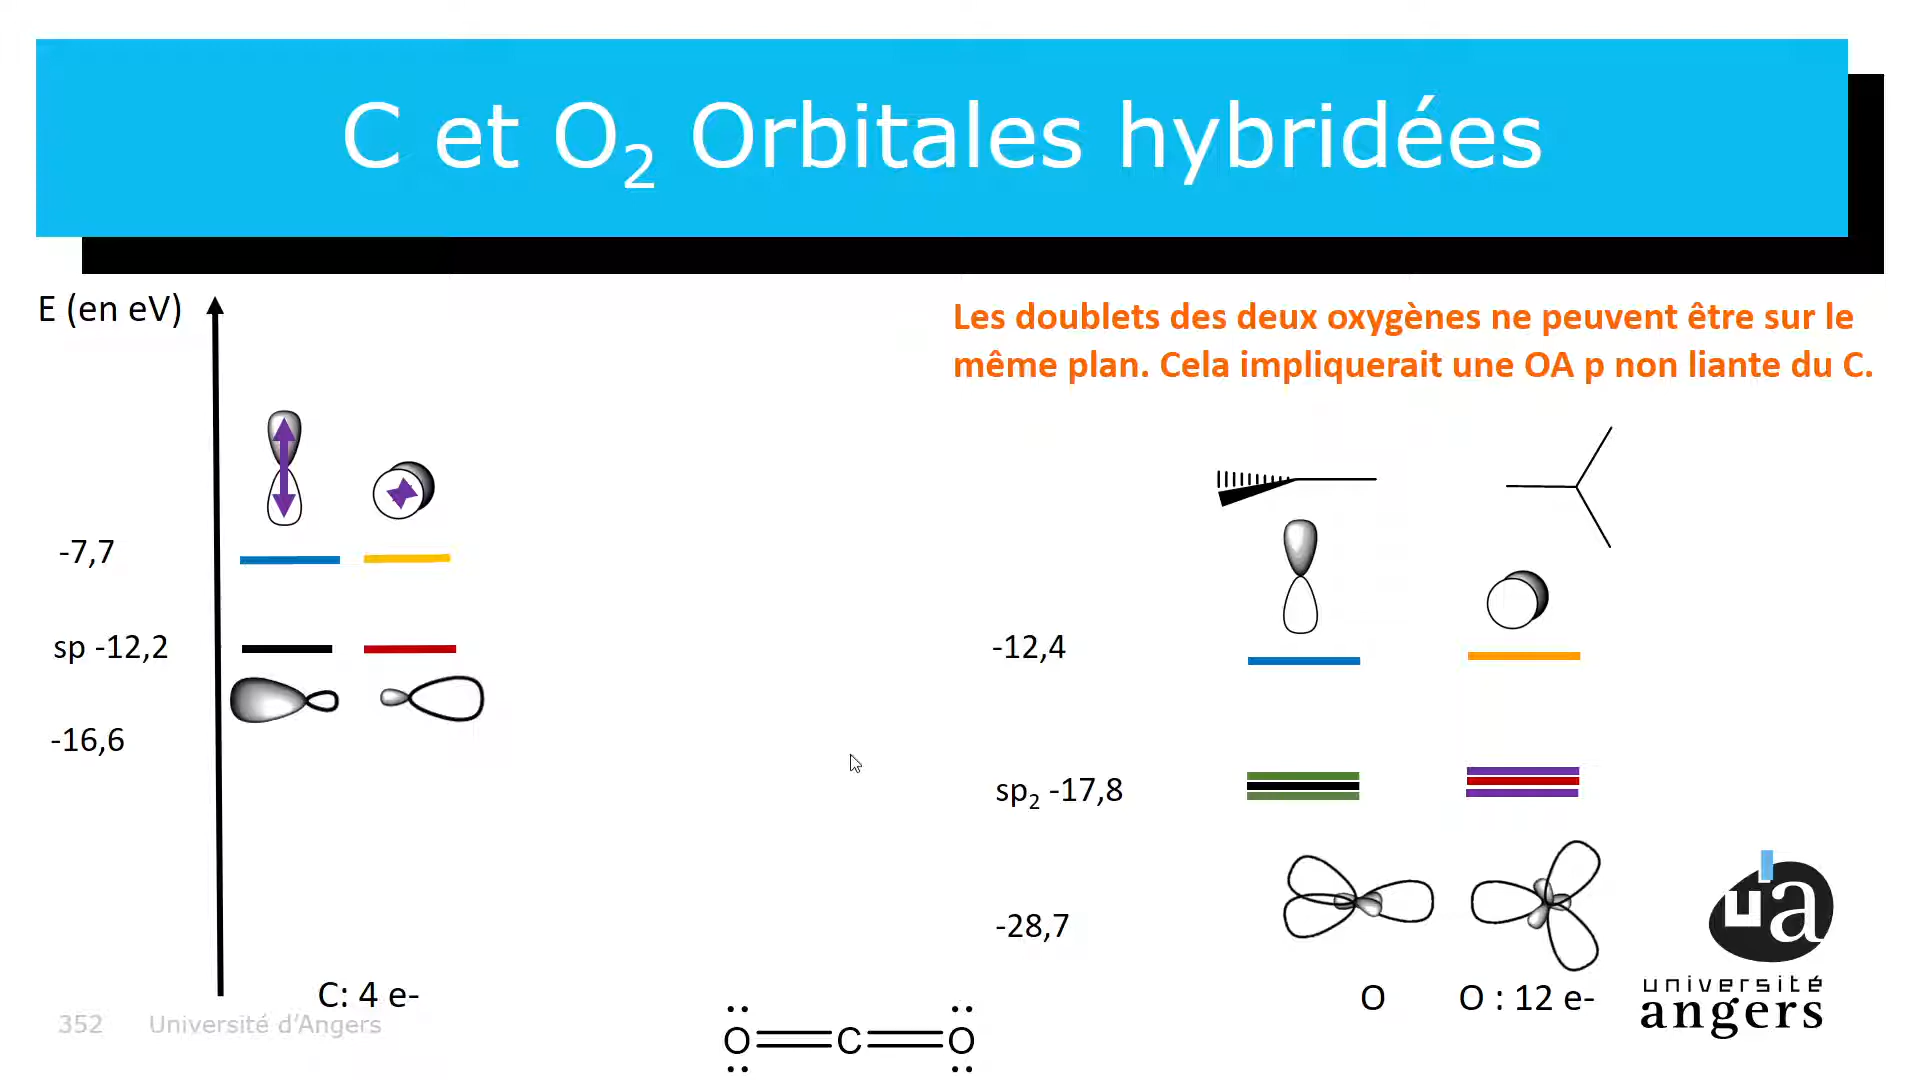 C et O₂ Orbitales hybridées
E (en eV)
Les doublets des deux oxygènes ne peuvent être sur le
même plan. Cela impliquerait une OA p non liante du C.
-7,7
sp -12,2
-12,4
-16,6
sp₂ -17,8
-28,7
C: 4 e-
O
O : 12 e-
352 Université d'Angers
O C O
ua
université
angers